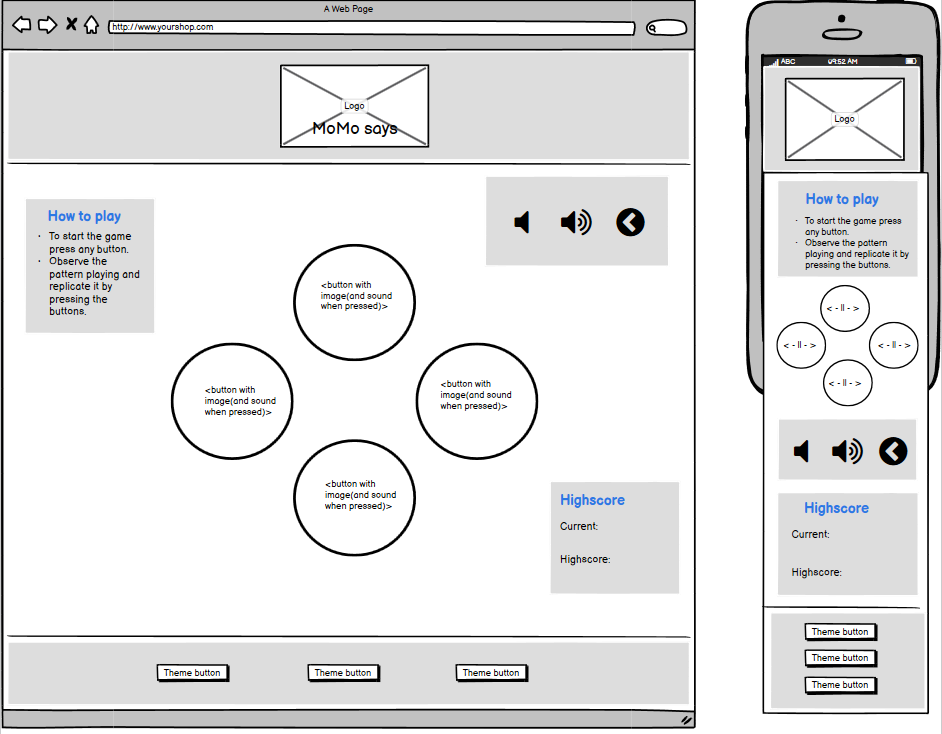 A Web Page
http://www.yourshop.com
Logo
MoMo says
How to play
· To start the game
press any button.
· Observe the
pattern playing and
replicate it by
pressing the
buttons.
<button with
image(and sound
when pressed)>
<button with
image(and sound
when pressed)>
<button with
image(and sound
when pressed)>
<button with
image(and sound
when pressed)>
Highscore
Current:
Highscore:
Theme button
Theme button
Theme button
ABC
09:52 AM
Logo
How to play
· To start the game press
any button.
· Observe the pattern
playing and replicate it by
pressing the buttons.
< - || - >
< - || - >
< - || - >
< - || - >
Highscore
Current:
Highscore:
Theme button
Theme button
Theme button